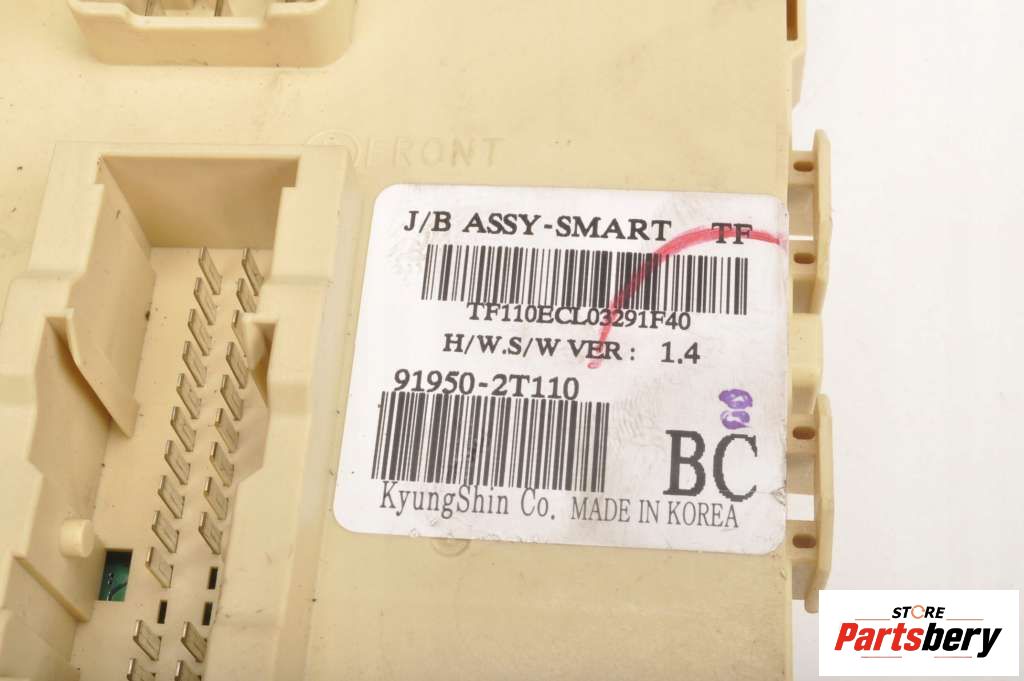 FRONT
J/B ASSY-SMART TF
TF110ECL03291F40
H/W.S/W VER : 1.4
91950-2T110
BC
KyungShin Co. MADE IN KOREA
STORE
Partsbery